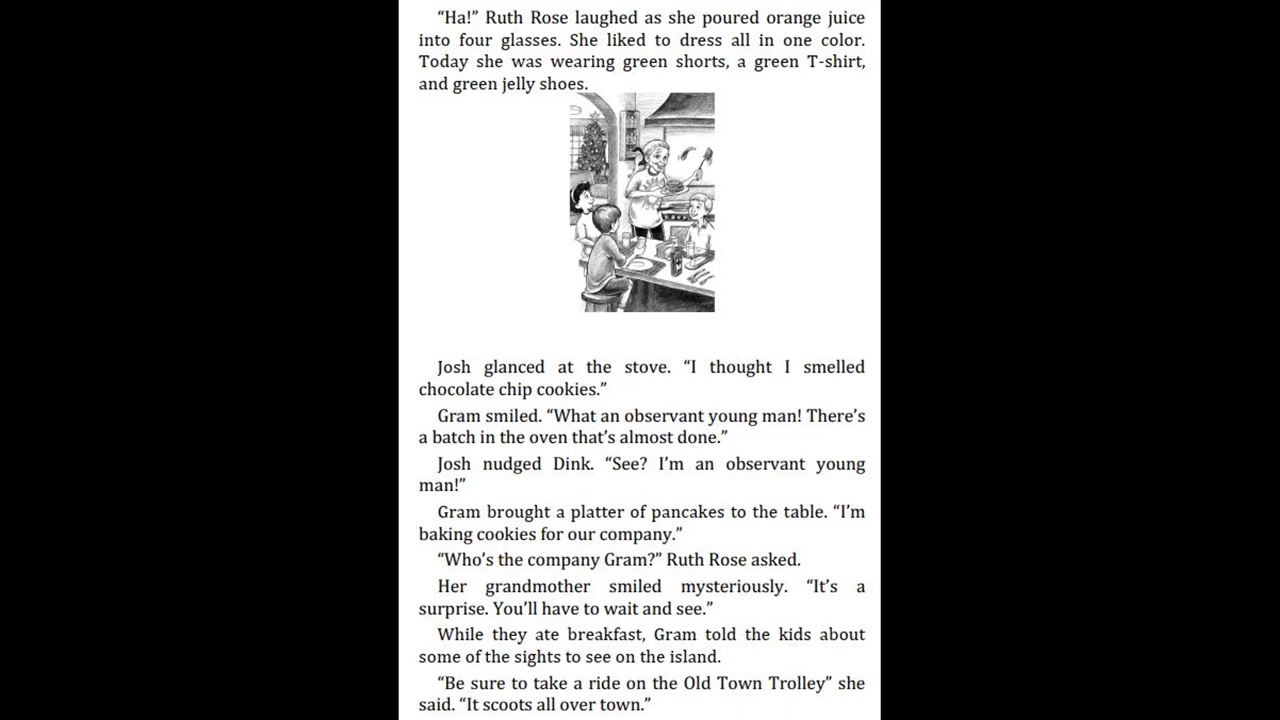 “Ha!” Ruth Rose laughed as she poured orange juice
into four glasses. She liked to dress all in one color.
Today she was wearing green shorts, a green T-shirt,
and green jelly shoes.
Josh glanced at the stove. “I thought I smelled
chocolate chip cookies.”
Gram smiled. “What an observant young man! There’s
a batch in the oven that’s almost done.”
Josh nudged Dink. “See? I’m an observant young
man!”
Gram brought a platter of pancakes to the table. “I’m
baking cookies for our company.”
“Who’s the company Gram?” Ruth Rose asked.
Her grandmother smiled mysteriously. “It’s a
surprise. You’ll have to wait and see.”
While they ate breakfast, Gram told the kids about
some of the sights to see on the island.
“Be sure to take a ride on the Old Town Trolley” she
said. “It scoots all over town.”